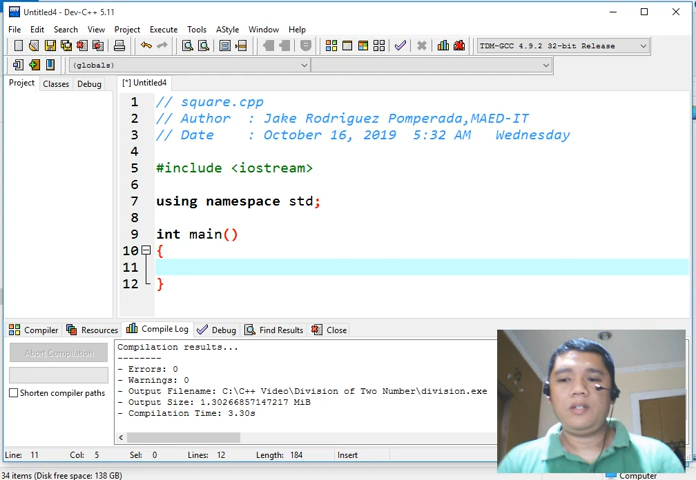 Untitled4 - Dev-C++ 5.11
File Edit Search View Project Execute Tools AStyle Window Help
TDM-GCC 4.9.2 32-bit Release
(globals)
Project Classes Debug
[*] Untitled4
1 // square.cpp
2 // Author : Jake Rodriguez Pomperada,MAED-IT
3 // Date : October 16, 2019 5:32 AM Wednesday
4
5 #include <iostream>
6
7 using namespace std;
8
9 int main()
10 {
11
12 }
Compiler Resources Compile Log Debug Find Results Close
Abort Compilation
Shorten compiler paths
Compilation results...
--------
- Errors: 0
- Warnings: 0
- Output Filename: C:\C++ Video\Division of Two Number\division.exe
- Output Size: 1.30266857147217 MiB
- Compilation Time: 3.30s
Line: 11 Col: 5 Sel: 0 Lines: 12 Length: 184 Insert
34 items (Disk free space: 138 GB)
Computer